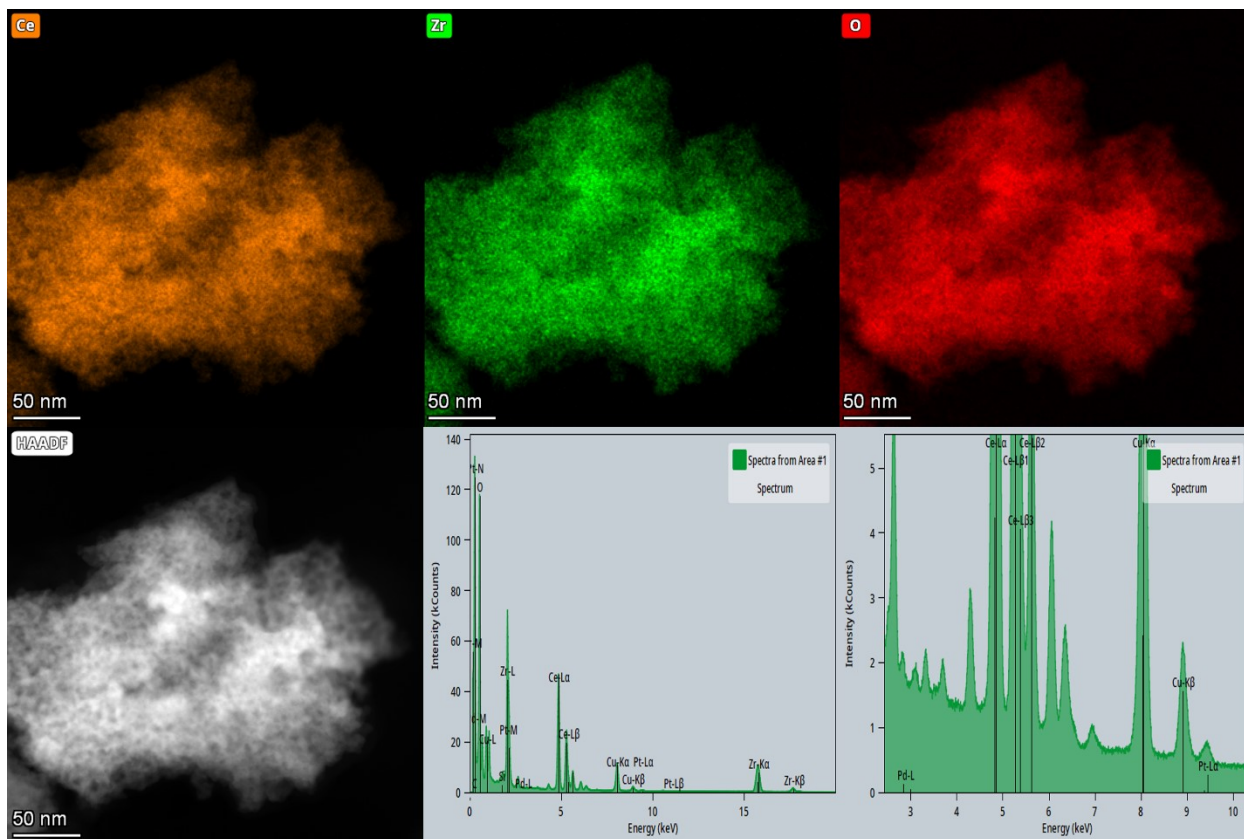 Ce
Zr
O
50 nm
50 nm
50 nm
HAADF
50 nm
Intensity (kCounts)
140
120
100
80
60
40
20
0
Spectra from Area #1
Spectrum
O
Zr-L
Pt-M
Cu-L
Pd-L
Ce-Lα
Ce-Lβ
Cu-Kα
Pt-Lα
Cu-Kβ
Pt-Lβ
Zr-Kα
Zr-Kβ
0
5
10
15
Energy (keV)
Intensity (kCounts)
5
4
3
2
1
0
Spectra from Area #1
Spectrum
Ce-Lα
Ce-Lβ2
Ce-Lβ1
Ce-Lβ3
Cu-Kα
Cu-Kβ
Pd-L
Pt-Lα
3
4
5
6
7
8
9
10
Energy (keV)